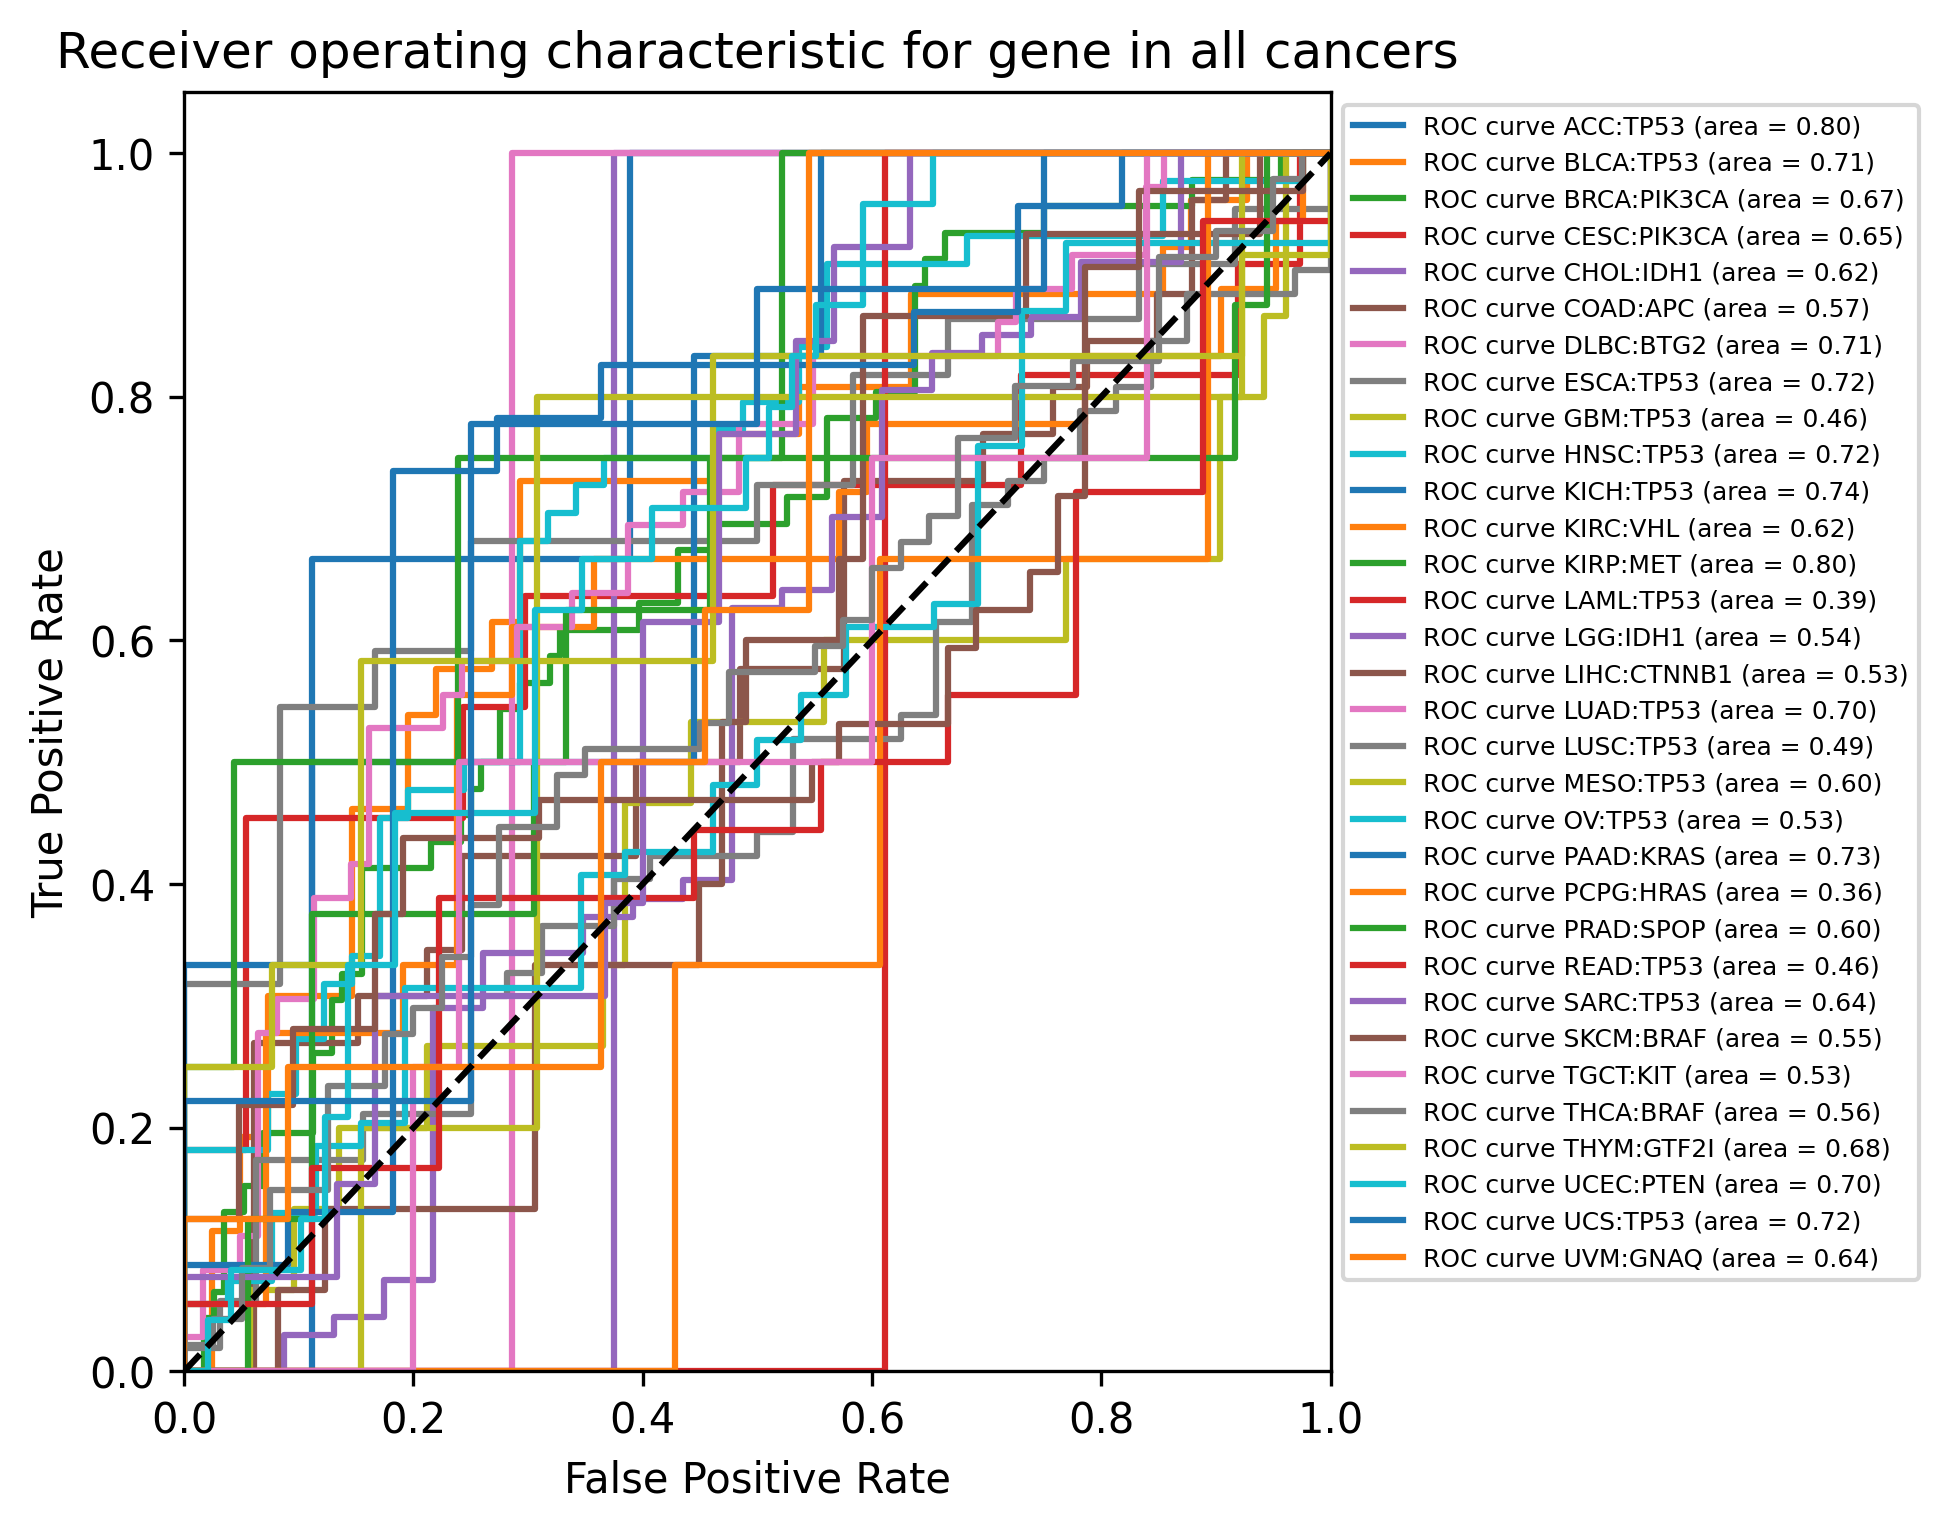 Receiver operating characteristic for gene in all cancers
True Positive Rate
1.0
0.8
0.6
0.4
0.2
0.0
0.0 0.2 0.4 0.6 0.8 1.0
False Positive Rate
ROC curve ACC:TP53 (area = 0.80)
ROC curve BLCA:TP53 (area = 0.71)
ROC curve BRCA:PIK3CA (area = 0.67)
ROC curve CESC:PIK3CA (area = 0.65)
ROC curve CHOL:IDH1 (area = 0.62)
ROC curve COAD:APC (area = 0.57)
ROC curve DLBC:BTG2 (area = 0.71)
ROC curve ESCA:TP53 (area = 0.72)
ROC curve GBM:TP53 (area = 0.46)
ROC curve HNSC:TP53 (area = 0.72)
ROC curve KICH:TP53 (area = 0.74)
ROC curve KIRC:VHL (area = 0.62)
ROC curve KIRP:MET (area = 0.80)
ROC curve LAML:TP53 (area = 0.39)
ROC curve LGG:IDH1 (area = 0.54)
ROC curve LIHC:CTNNB1 (area = 0.53)
ROC curve LUAD:TP53 (area = 0.70)
ROC curve LUSC:TP53 (area = 0.49)
ROC curve MESO:TP53 (area = 0.60)
ROC curve OV:TP53 (area = 0.53)
ROC curve PAAD:KRAS (area = 0.73)
ROC curve PCPG:HRAS (area = 0.36)
ROC curve PRAD:SPOP (area = 0.60)
ROC curve READ:TP53 (area = 0.46)
ROC curve SARC:TP53 (area = 0.64)
ROC curve SKCM:BRAF (area = 0.55)
ROC curve TGCT:KIT (area = 0.53)
ROC curve THCA:BRAF (area = 0.56)
ROC curve THYM:GTF2I (area = 0.68)
ROC curve UCEC:PTEN (area = 0.70)
ROC curve UCS:TP53 (area = 0.72)
ROC curve UVM:GNAQ (area = 0.64)